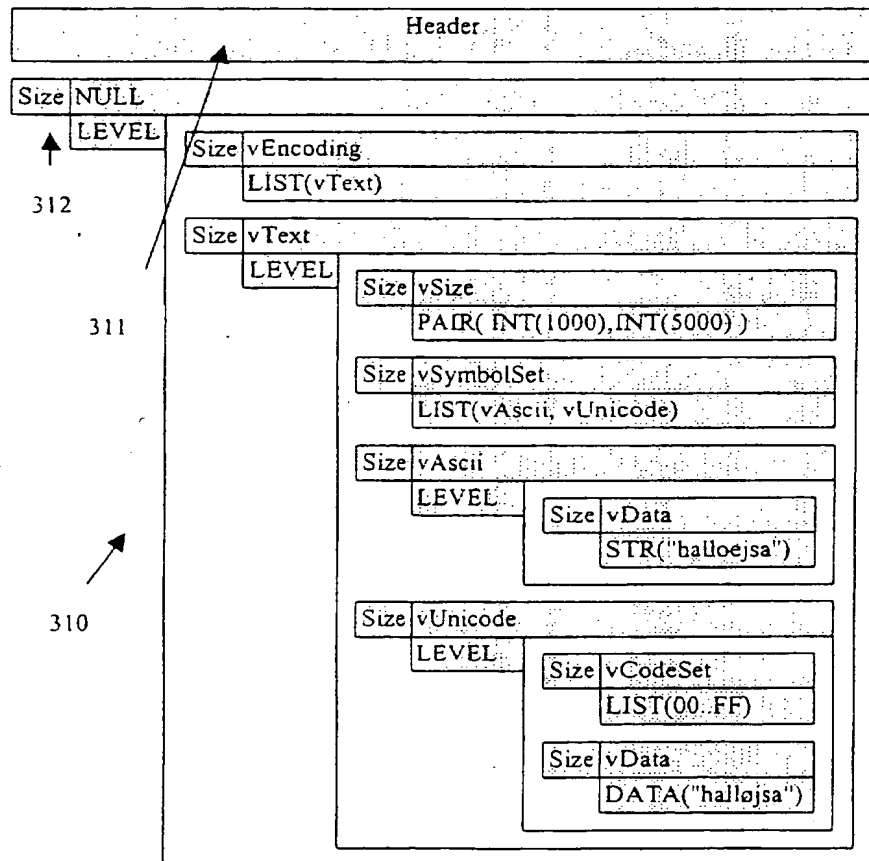 Header
Size NULL
LEVEL
Size vEncoding
312
LIST(vText)
Size vText
LEVEL
Size vSize
311
PAIR( INT(1000),INT(5000) )
Size vSymbolSet
LIST(vAscii, vUnicode)
Size vAscii
LEVEL
Size vData
STR("halloejsa")
310
Size vUnicode
LEVEL
Size vCodeSet
LIST(00..FF)
Size vData
DATA("halløjsa")